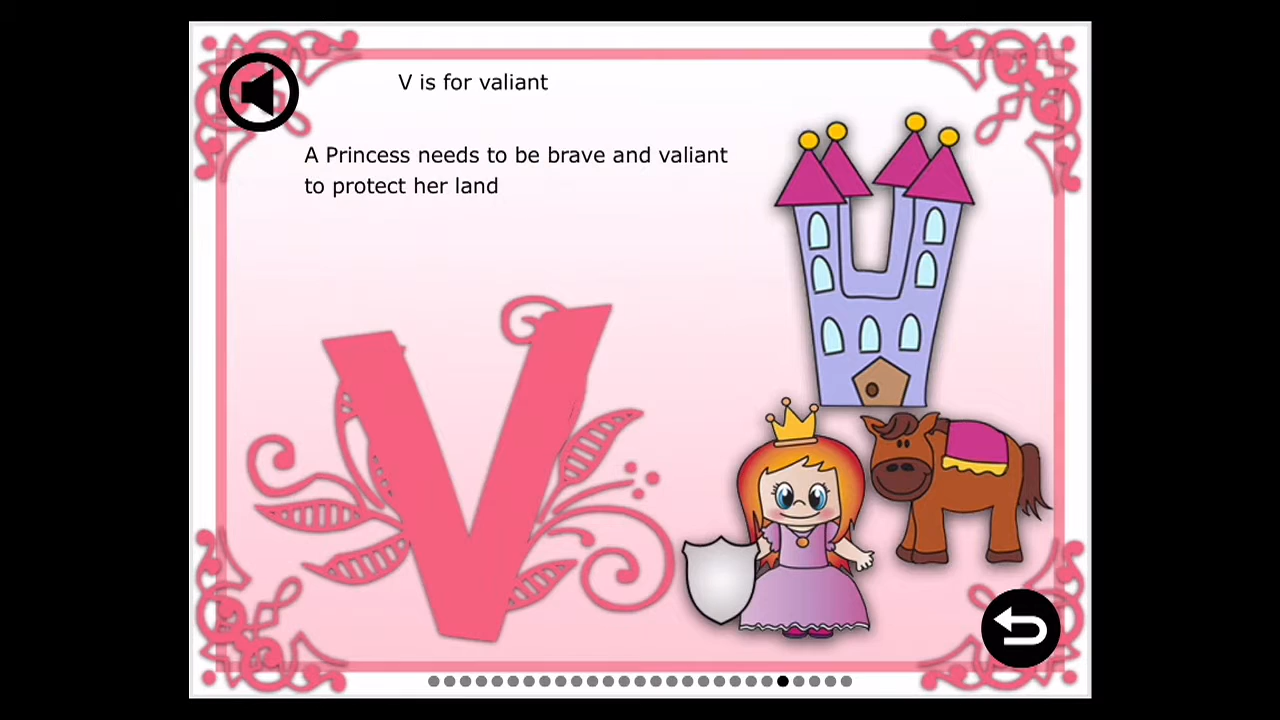 V is for valiant
A Princess needs to be brave and valiant
to protect her land
V